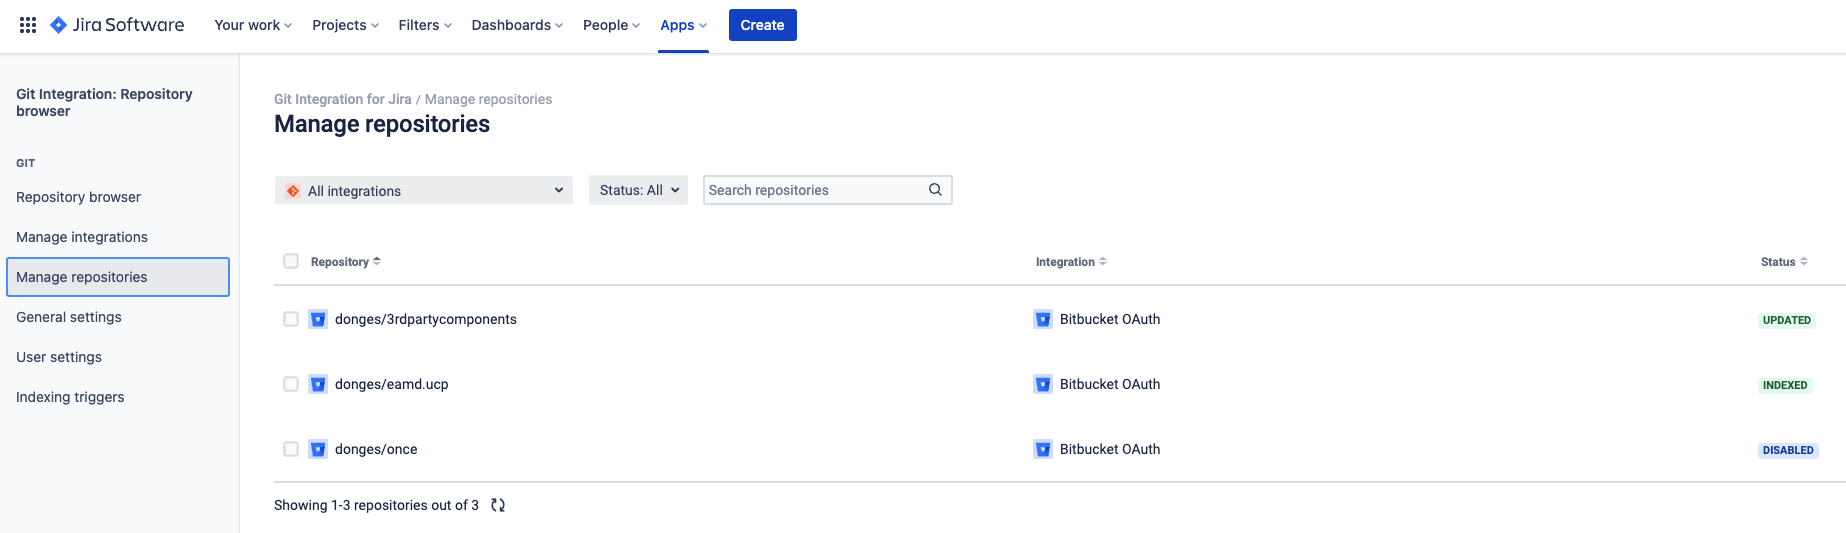 Jira Software Your work Projects Filters Dashboards People Apps Create
Git Integration: Repository
browser
GIT
Repository browser
Manage integrations
Manage repositories
General settings
User settings
Indexing triggers
Git Integration for Jira / Manage repositories
Manage repositories
All integrations Status: All Search repositories
Repository Integration Status
donges/3rdpartycomponents Bitbucket OAuth UPDATED
donges/eamd.ucp Bitbucket OAuth INDEXED
donges/once Bitbucket OAuth DISABLED
Showing 1-3 repositories out of 3